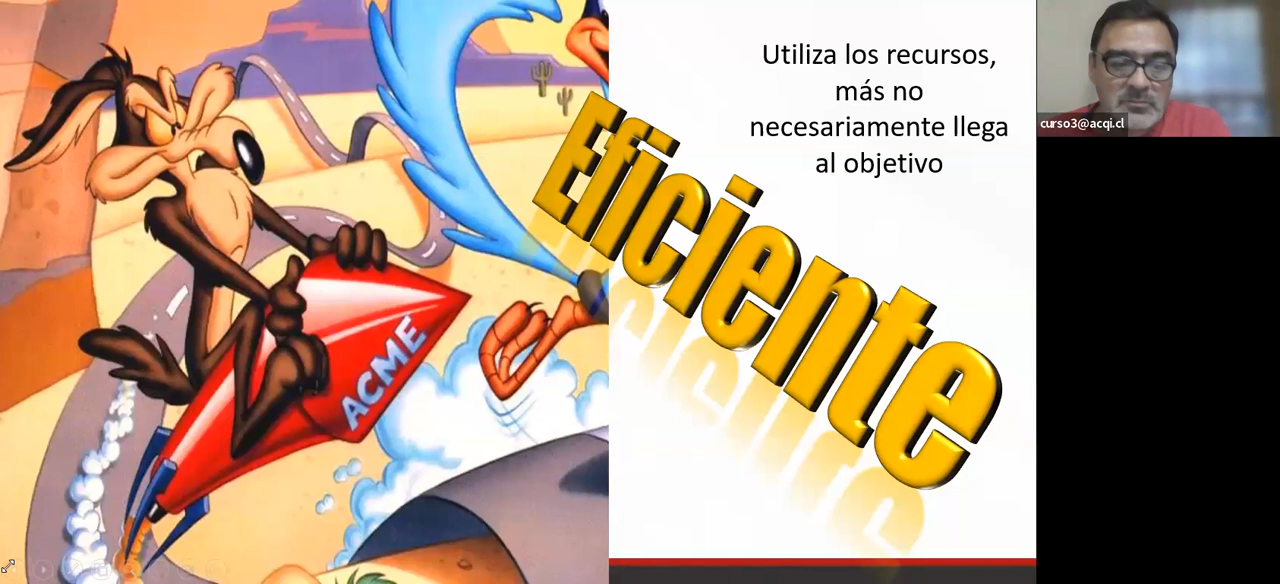 Utiliza los recursos,
más no
necesariamente llega
al objetivo
Eficiente
ACME
curso3@acqi.cl